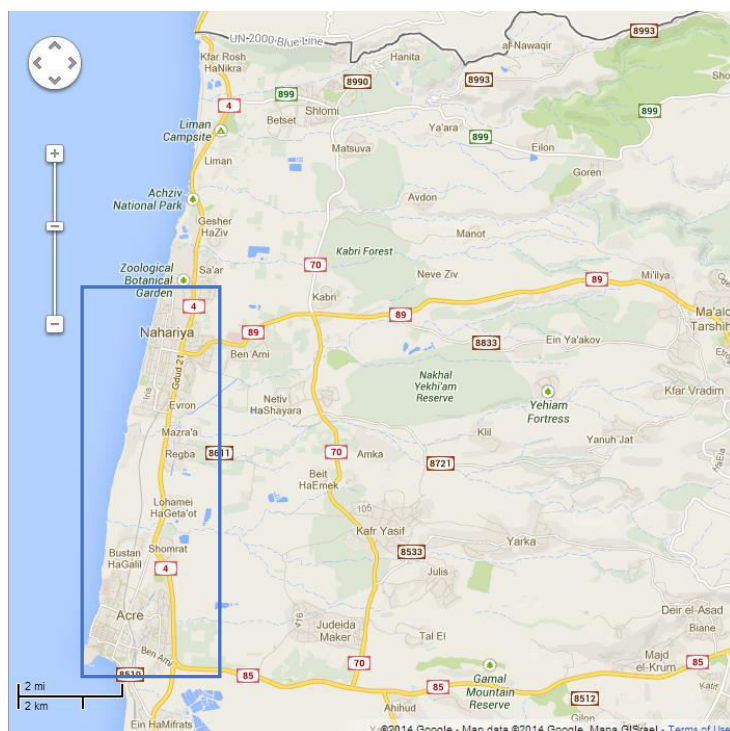 UN 2000 Blue Line
8993
Kfar Rosh
HaNikra
Hanita
al-Nawaqir
8990
8993
4
899
Shlomi
Betset
899
Liman
Campsite
Ya'ara
899
Eilon
Matsuva
Liman
Goren
Achziv
National Park
Avdon
Gesher
HaZiv
Manot
Kabri Forest
Zoological
Botanical
Garden
Sa'ar
70
Neve Ziv
Mi'ilya
89
Kabri
4
Ma'alo
Tarshih
Nahariya
89
89
8833
Ein Ya'akov
Ben Ami
Gdud 21
Iris
Nakhal
Yekhi'am
Reserve
Kfar Vradim
Evron
Netiv
HaShayara
Yehiam
Fortress
Mazra'a
Klil
Yanuh Jat
Regba
8611
70
Amka
8721
Beit
HaEmek
Lohamei
HaGeta'ot
105
Kafr Yasif
Yarka
Shomrat
8533
Bustan
HaGalil
4
Julis
Acre
416
Judeida
Maker
Deir el-Asad
Biane
Tal El
Ben Ami
Majd
el-Krum
8510
85
70
Gamal
Mountain
Reserve
85
85
2 mi
2 km
8512
Ahihud
Gilon
Ein HaMifrats
©2014 Google - Map data ©2014 Google, Mapa GISrael - Terms of Use